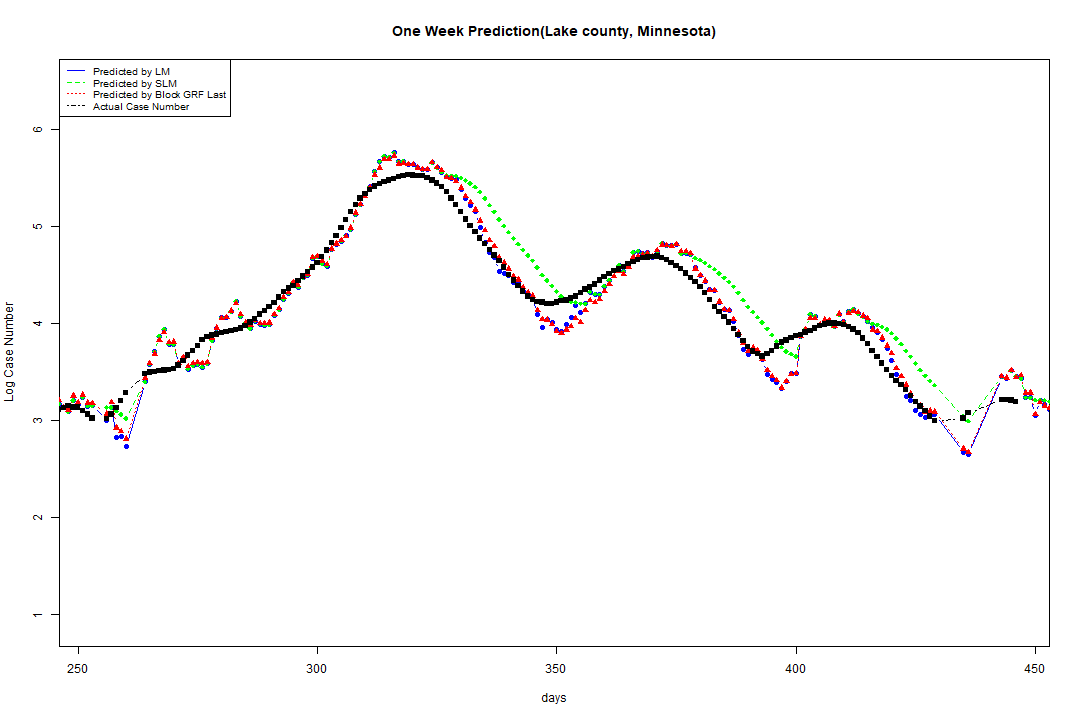 One Week Prediction(Lake county, Minnesota)
Predicted by LM
Predicted by SLM
Predicted by Block GRF Last
Actual Case Number
6
5
4
3
2
1
Log Case Number
250 300 350 400 450
days